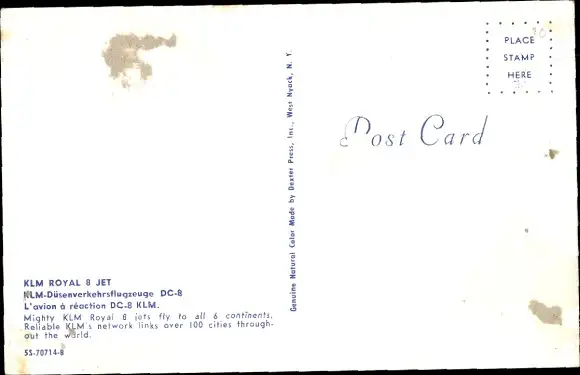 PLACE
STAMP
HERE
Post Card
Genuine Natural Color Made by Dexter Press, Inc., West Nyack, N. Y.
KLM ROYAL 8 JET
KLM-Düsenverkehrsflugzeuge DC-8
L'avion à réaction DC-8 KLM.
Mighty KLM Royal 8 jets fly to all 6 continents.
Reliable KLM's network links over 100 cities through-
out the world.
5S-70714-B